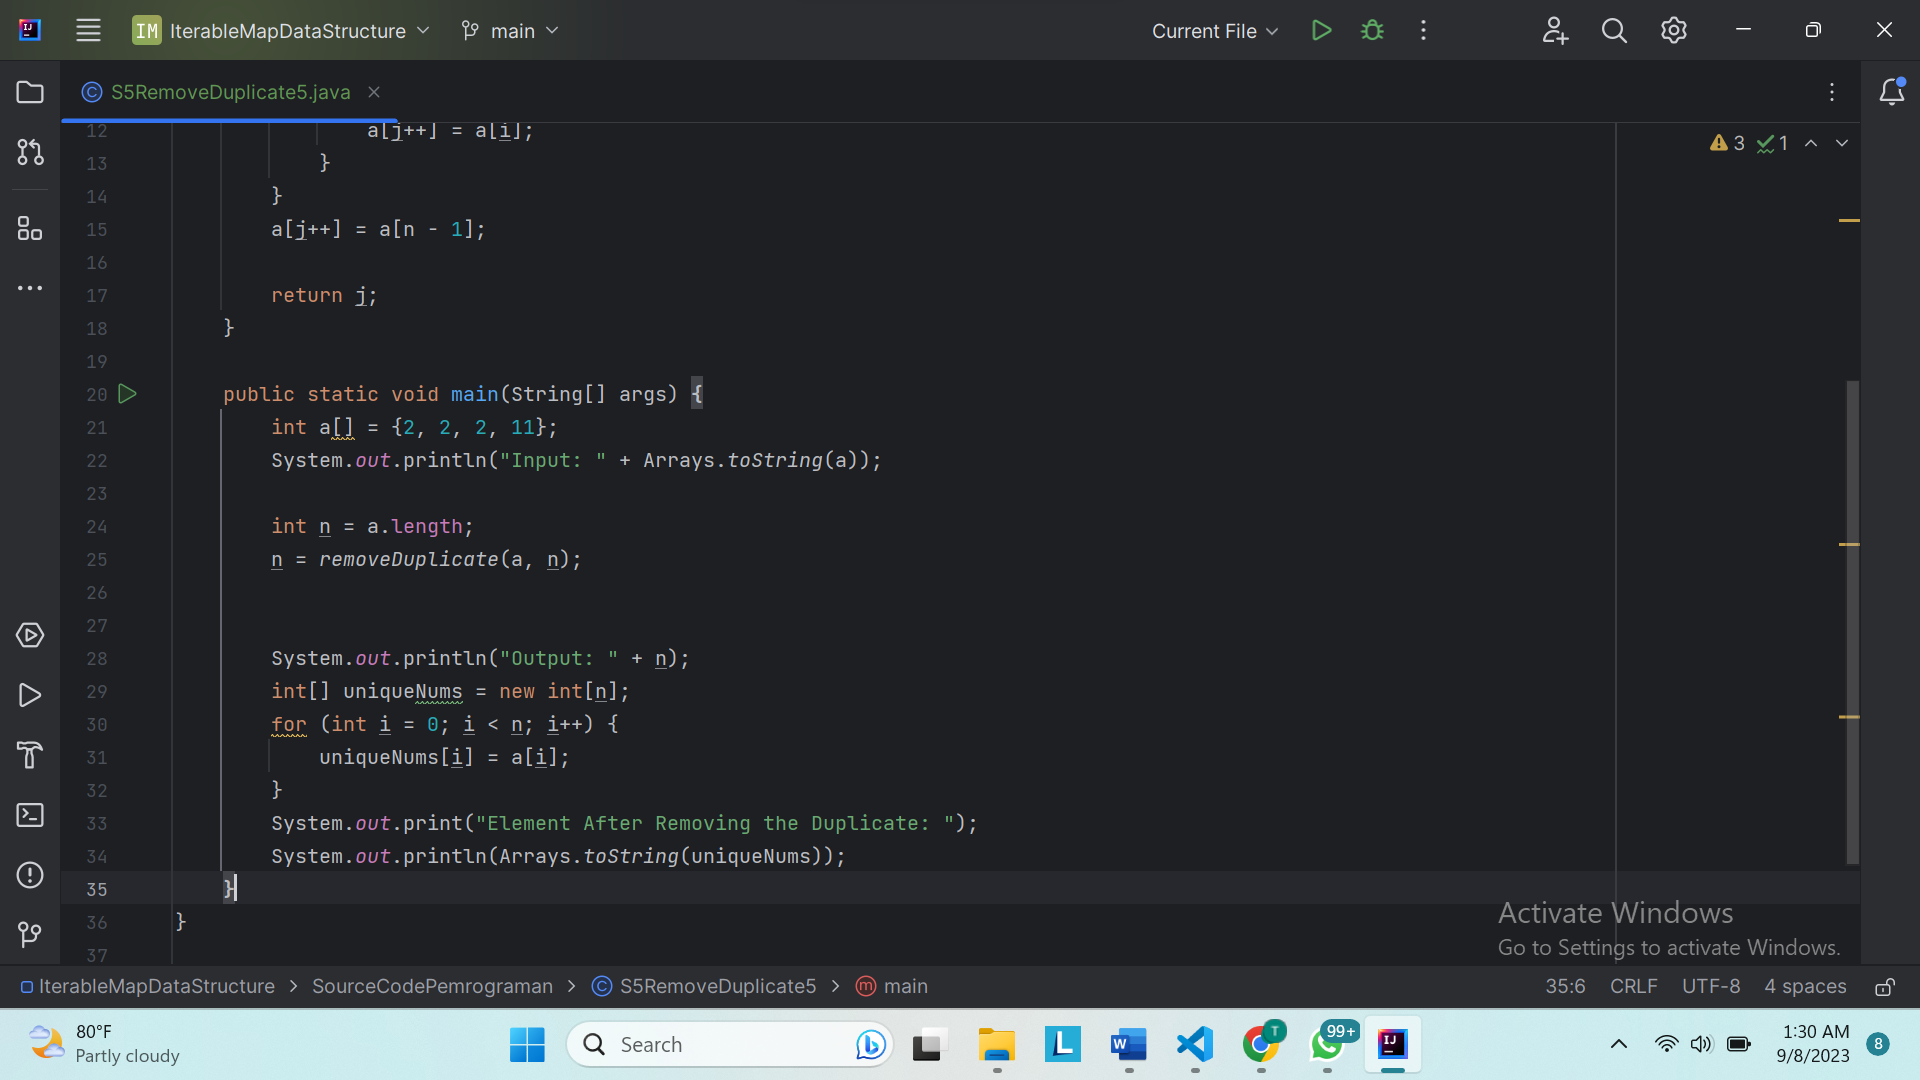 IJ
IM IterableMapDataStructure main Current File
S5RemoveDuplicate5.java
3 1
12 a[j++] = a[i];
13 }
14 }
15 a[j++] = a[n - 1];
16
17 return j;
18 }
19
20 public static void main(String[] args) {
21 int a[] = {2, 2, 2, 11};
22 System.out.println("Input: " + Arrays.toString(a));
23
24 int n = a.length;
25 n = removeDuplicate(a, n);
26
27
28 System.out.println("Output: " + n);
29 int[] uniqueNums = new int[n];
30 for (int i = 0; i < n; i++) {
31 uniqueNums[i] = a[i];
32 }
33 System.out.print("Element After Removing the Duplicate: ");
34 System.out.println(Arrays.toString(uniqueNums));
35 }
36 }
37
Activate Windows
Go to Settings to activate Windows.
IterableMapDataStructure > SourceCodePemrograman > S5RemoveDuplicate5 > main 35:6 CRLF UTF-8 4 spaces
80°F
Partly cloudy
Search
L
W
T
99+
IJ
1:30 AM
9/8/2023
8